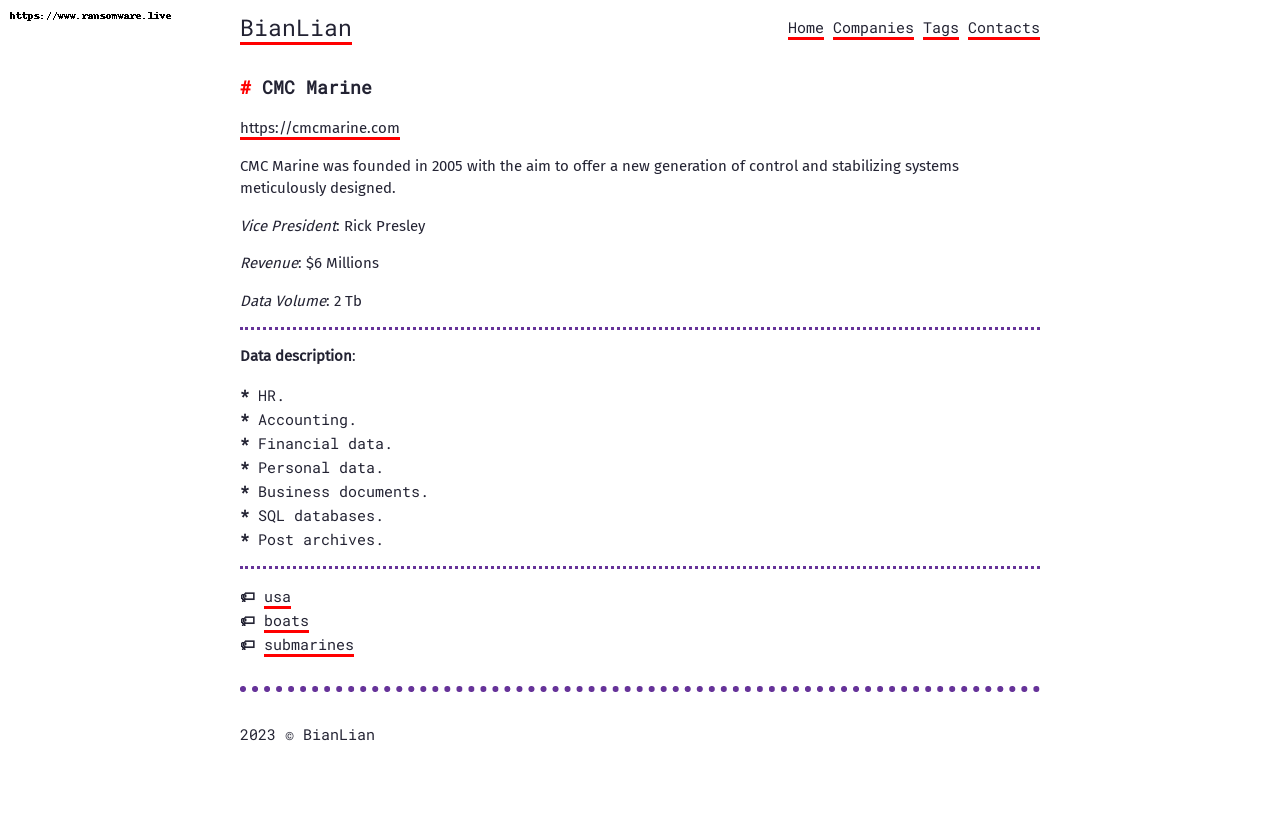 https://www.ransomware.live
BianLian
Home Companies Tags Contacts
# CMC Marine
https://cmcmarine.com
CMC Marine was founded in 2005 with the aim to offer a new generation of control and stabilizing systems
meticulously designed.
Vice President: Rick Presley
Revenue: $6 Millions
Data Volume: 2 Tb
Data description:
* HR.
* Accounting.
* Financial data.
* Personal data.
* Business documents.
* SQL databases.
* Post archives.
usa
boats
submarines
2023 © BianLian